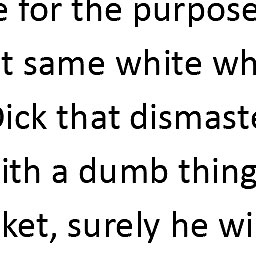 e for the purpose
t same white wh
Dick that dismaste
ith a dumb thing
ket, surely he wi